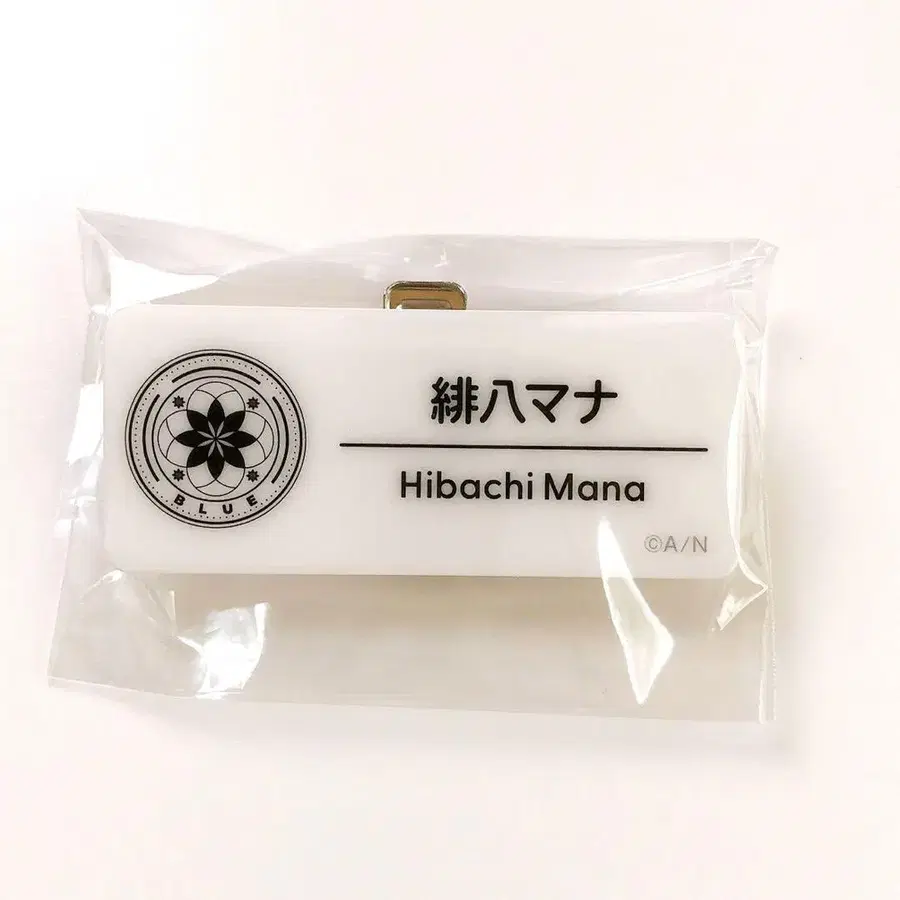 BLUE
緋八マナ
Hibachi Mana
©A/N